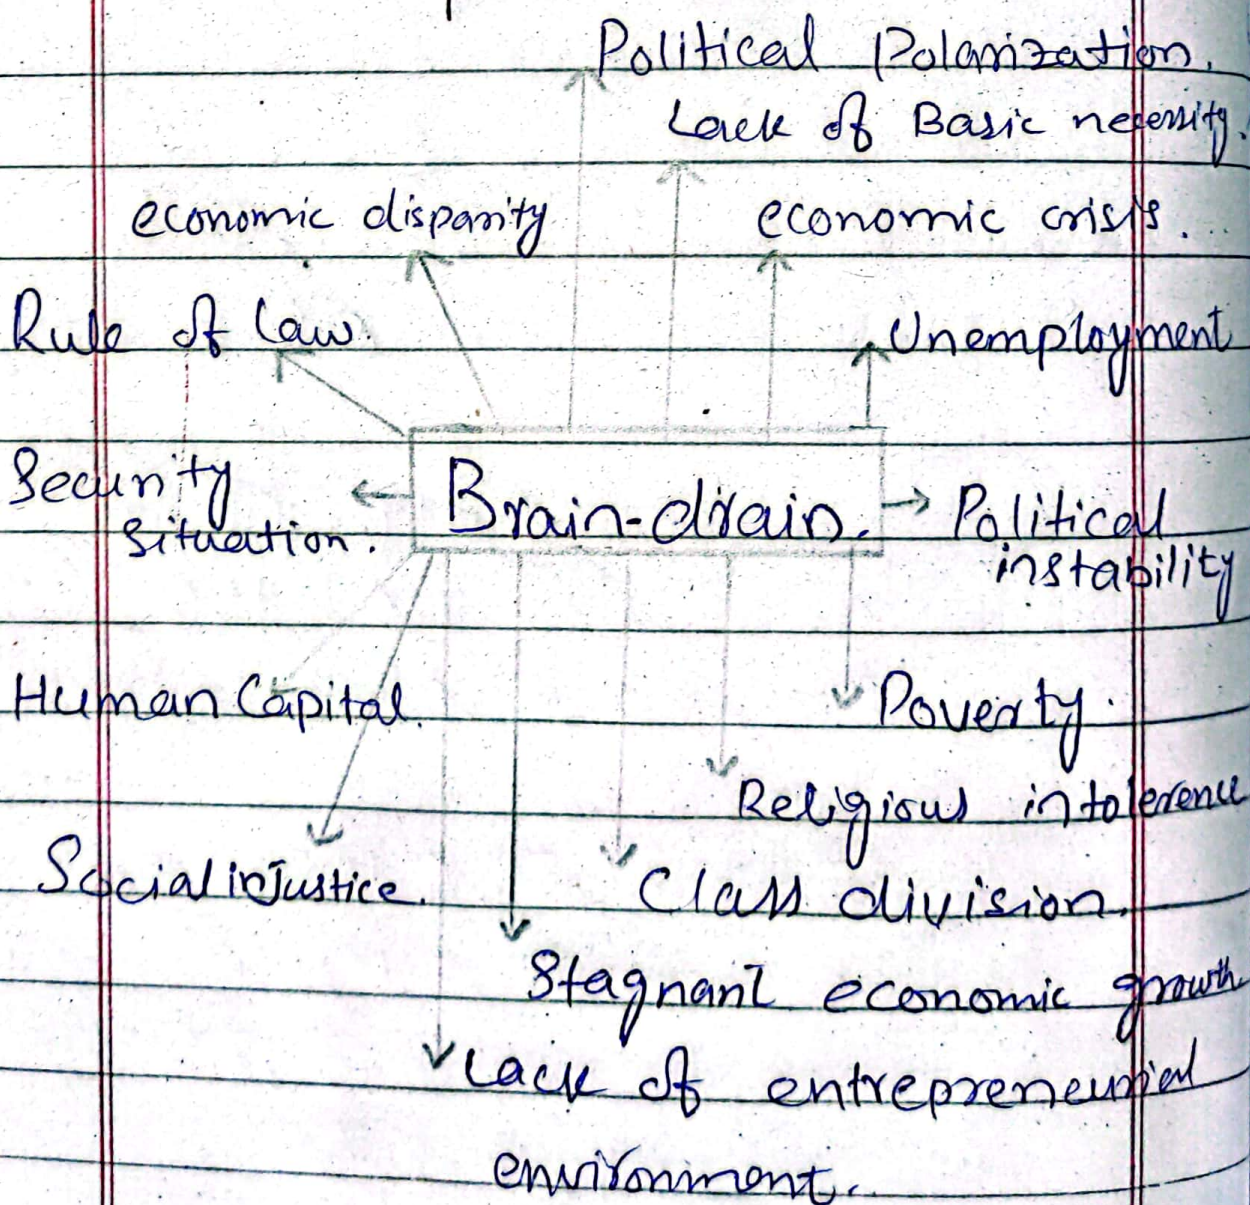 Political Polarization.
Lack of Basic necessity.
economic disparity
economic crisis.
Rule of law.
Unemployment
Security
situation.
Brain-drain.
Political
instability
Human Capital.
Poverty.
Religious intolerence
Social inJustice.
Class division.
Stagnant economic growth
Lack of entrepreneurial
environment.